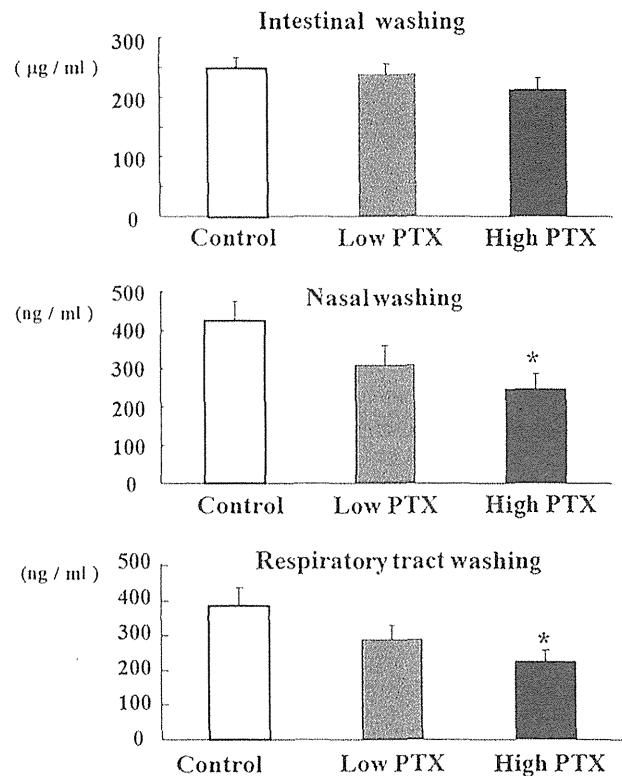 Intestinal washing
( µg / ml )
300
200
100
0
Control Low PTX High PTX
Nasal washing
(ng / ml )
500
400
300
200
100
0
*
Control Low PTX High PTX
Respiratory tract washing
(ng / ml )
500
400
300
200
100
0
*
Control Low PTX High PTX